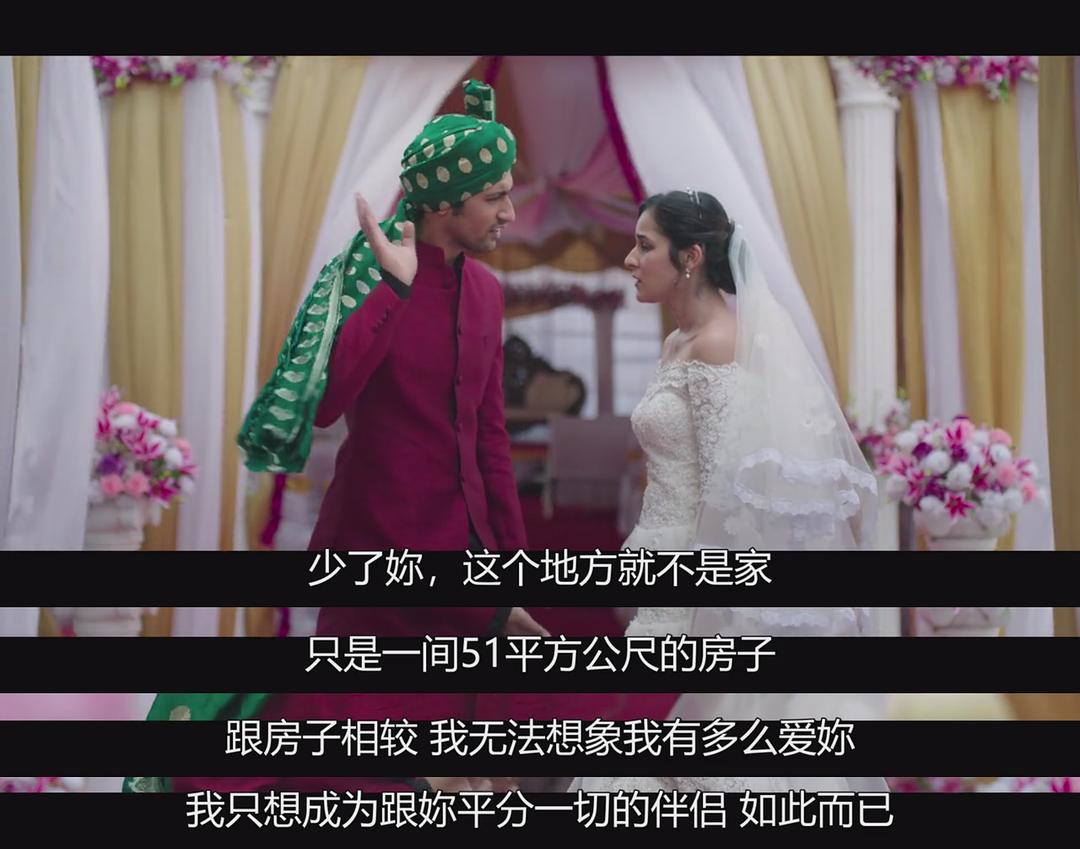 少了妳，这个地方就不是家
只是一间51平方公尺的房子
跟房子相较 我无法想象我有多么爱妳
我只想成为跟妳平分一切的伴侣 如此而已